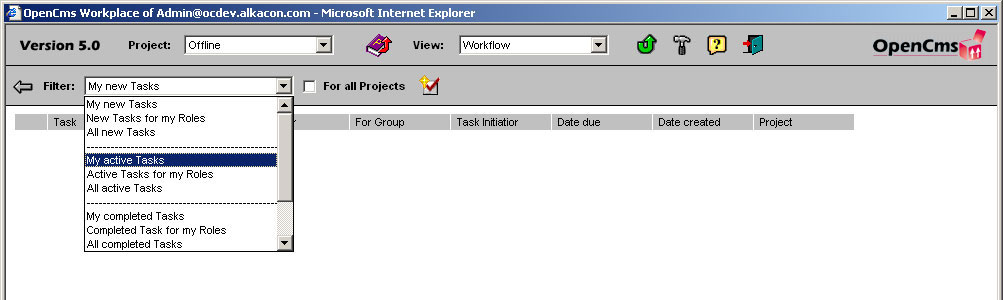 OpenCms Workplace of Admin@ocdev.alkacon.com - Microsoft Internet Explorer
Version 5.0 Project: Offline View: Workflow OpenCms
Filter: My new Tasks For all Projects
Task For Group Task Initiatior Date due Date created Project
My new Tasks
New Tasks for my Roles
All new Tasks
My active Tasks
Active Tasks for my Roles
All active Tasks
My completed Tasks
Completed Task for my Roles
All completed Tasks